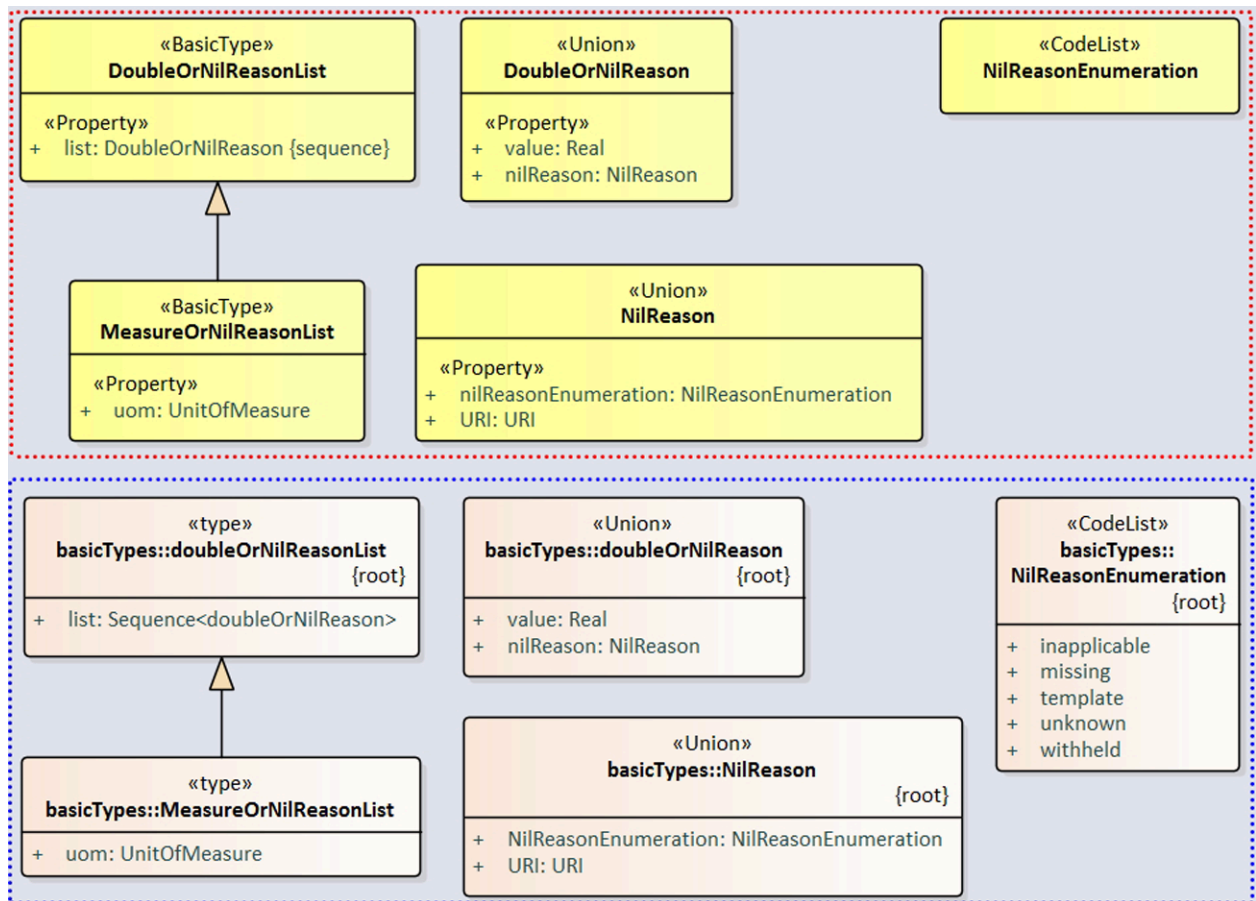 «BasicType»
DoubleOrNilReasonList
«Property»
+ list: DoubleOrNilReason {sequence}
«Union»
DoubleOrNilReason
«Property»
+ value: Real
+ nilReason: NilReason
«CodeList»
NilReasonEnumeration
«BasicType»
MeasureOrNilReasonList
«Property»
+ uom: UnitOfMeasure
«Union»
NilReason
«Property»
+ nilReasonEnumeration: NilReasonEnumeration
+ URI: URI
«type»
basicTypes::doubleOrNilReasonList
{root}
+ list: Sequence<doubleOrNilReason>
«Union»
basicTypes::doubleOrNilReason
{root}
+ value: Real
+ nilReason: NilReason
«CodeList»
basicTypes::
NilReasonEnumeration
{root}
+ inapplicable
+ missing
+ template
+ unknown
+ withheld
«type»
basicTypes::MeasureOrNilReasonList
+ uom: UnitOfMeasure
«Union»
basicTypes::NilReason
{root}
+ NilReasonEnumeration: NilReasonEnumeration
+ URI: URI